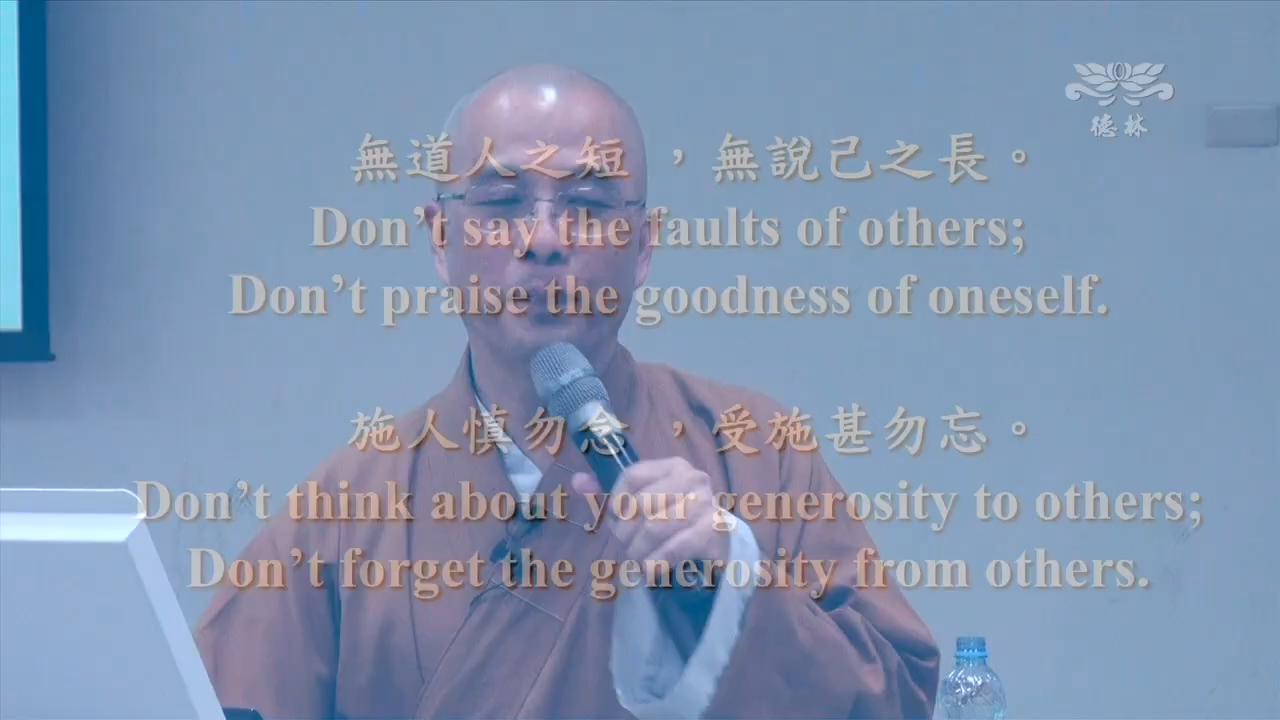 德林
無道人之短 ，無說己之長。
Don't say the faults of others;
Don't praise the goodness of oneself.
施人慎勿念 ，受施甚勿忘。
Don't think about your generosity to others;
Don't forget the generosity from others.